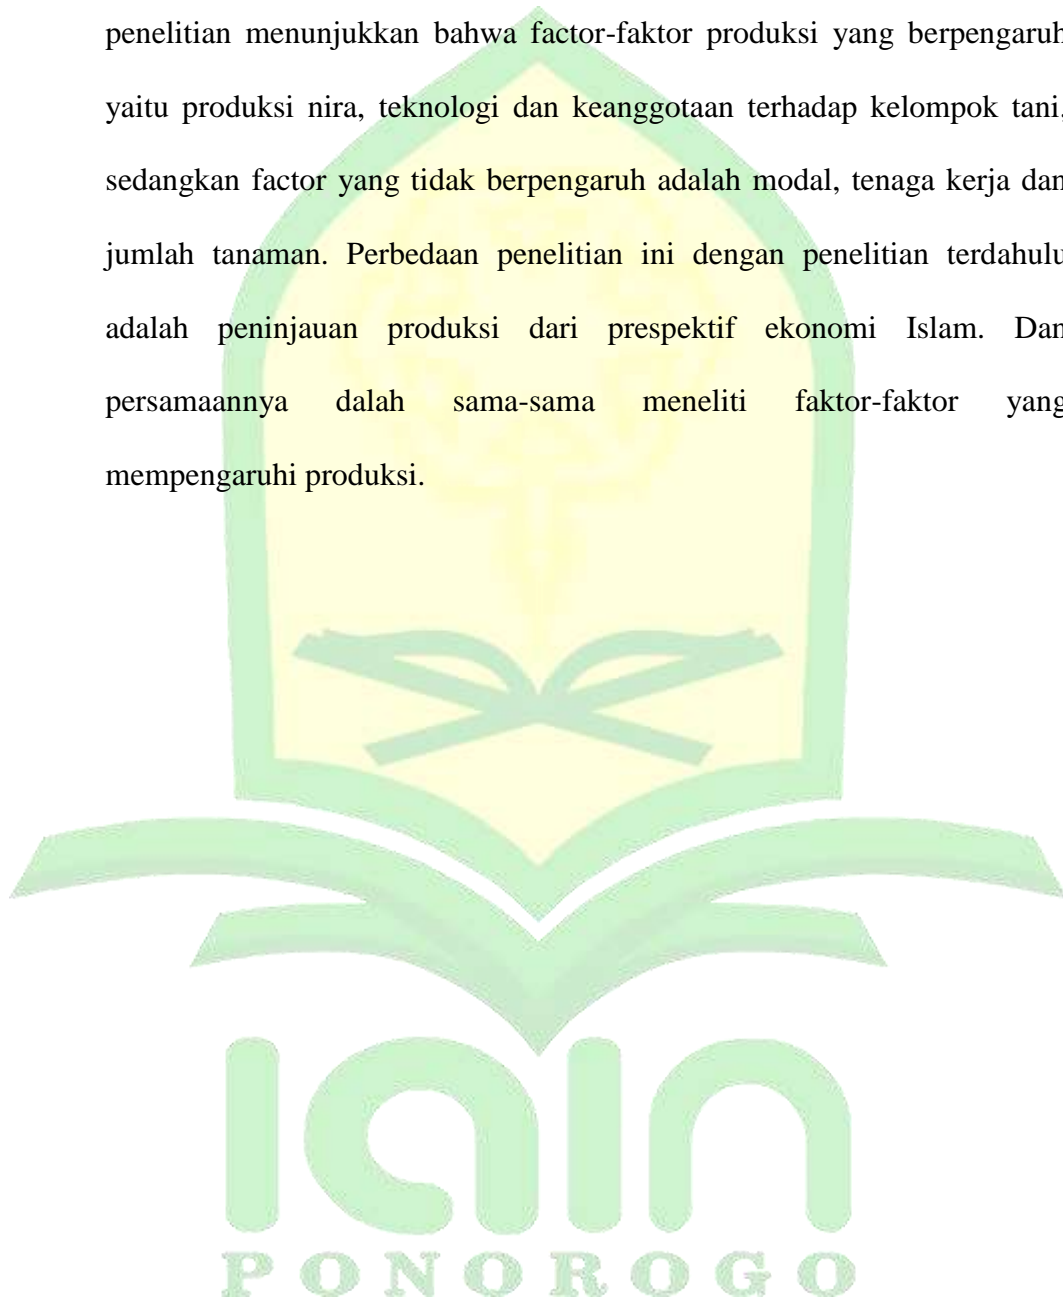 penelitian menunjukkan bahwa factor-faktor produksi yang berpengaruh
yaitu produksi nira, teknologi dan keanggotaan terhadap kelompok tani,
sedangkan factor yang tidak berpengaruh adalah modal, tenaga kerja dan
jumlah tanaman. Perbedaan penelitian ini dengan penelitian terdahulu
adalah peninjauan produksi dari prespektif ekonomi Islam. Dan
persamaannya dalah sama-sama meneliti faktor-faktor yang
mempengaruhi produksi.
IAIN
PONOROGO